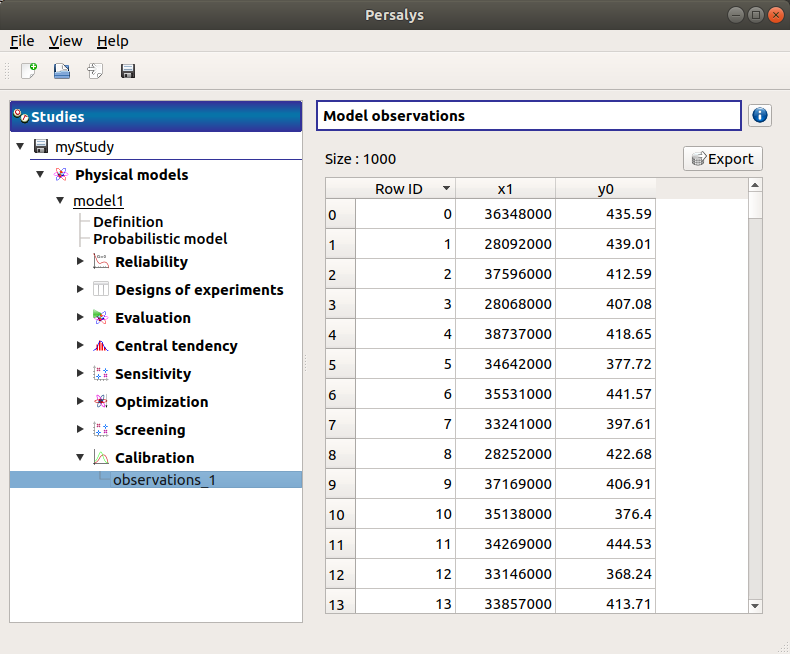 Persalys
File View Help
Studies
myStudy
Physical models
model1
Definition
Probabilistic model
Reliability
Designs of experiments
Evaluation
Central tendency
Sensitivity
Optimization
Screening
Calibration
observations_1
Model observations
Size : 1000
Export
Row ID x1 y0
0 0 36348000 435.59
1 1 28092000 439.01
2 2 37596000 412.59
3 3 28068000 407.08
4 4 38737000 418.65
5 5 34642000 377.72
6 6 35531000 441.57
7 7 33241000 397.61
8 8 28252000 422.68
9 9 37169000 406.91
10 10 35138000 376.4
11 11 34269000 444.53
12 12 33146000 368.24
13 13 33857000 413.71